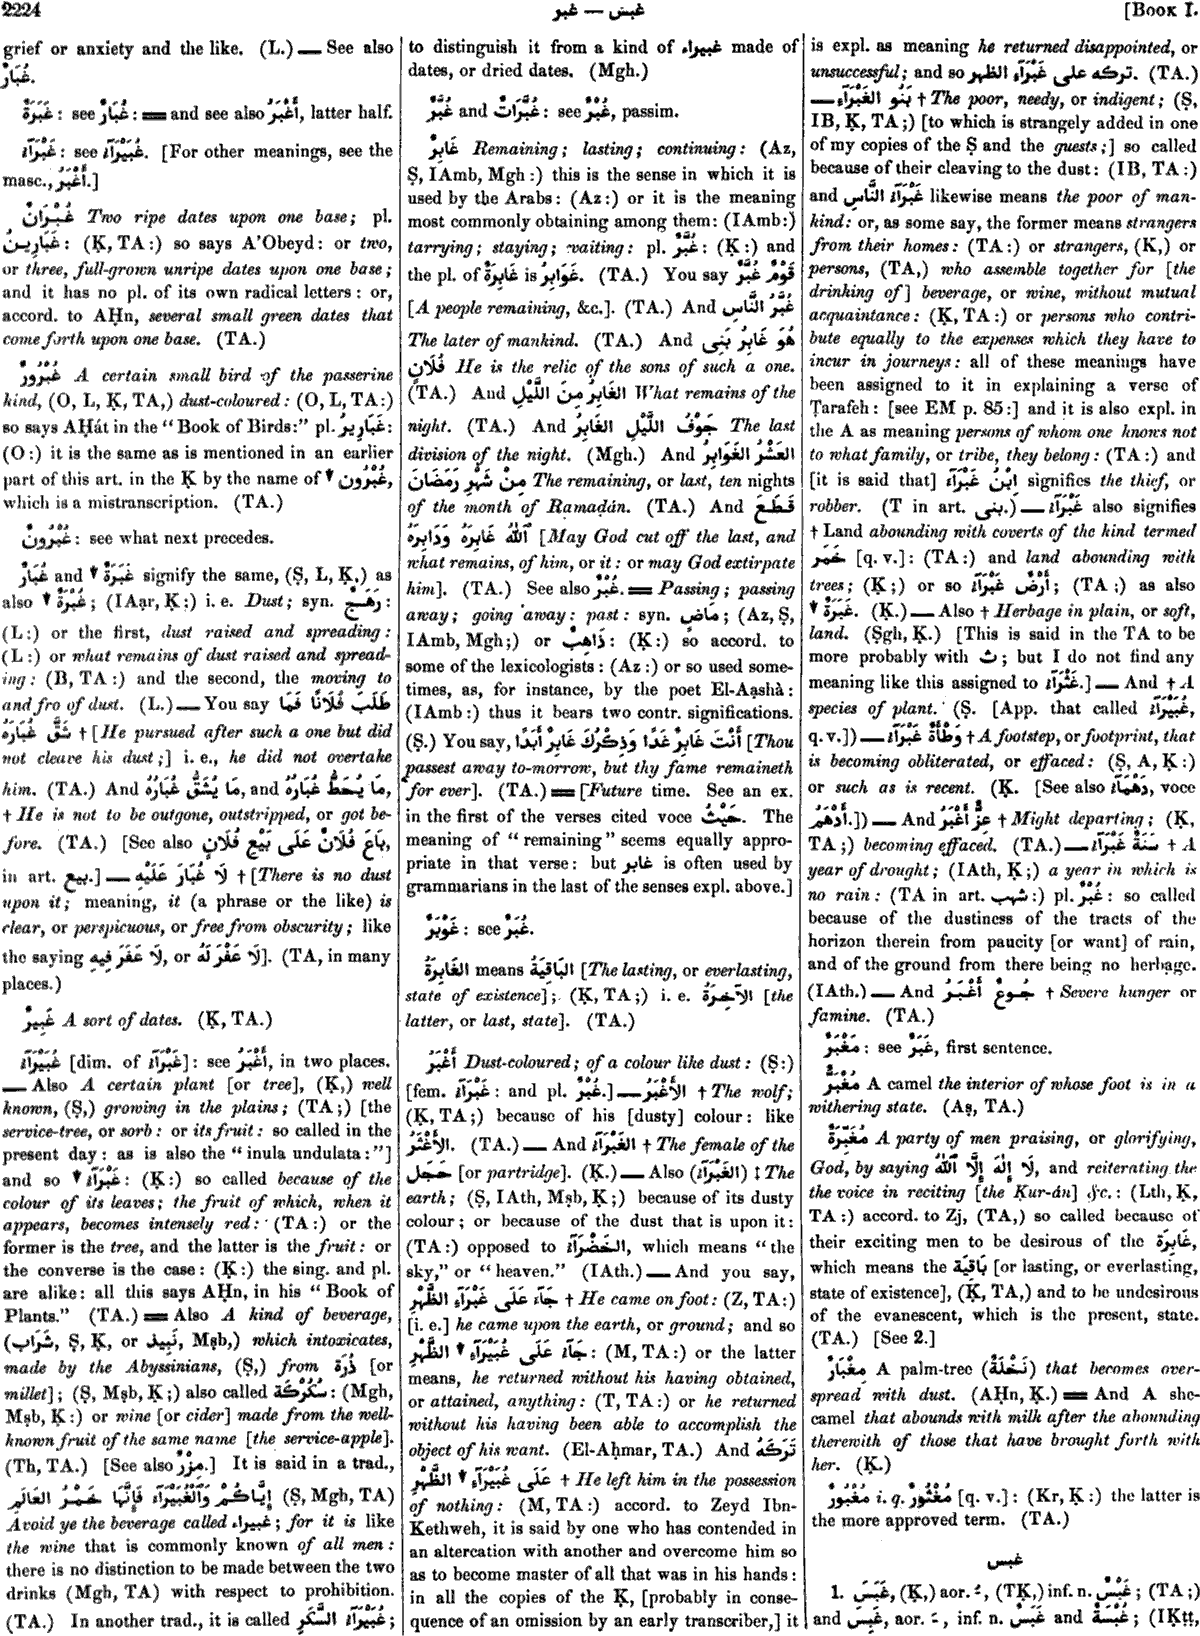 2224 غبر — غبس [BOOK I.
grief or anxiety and the like. (L.) — See also
غُبَارٌ.
غَبَرَةٌ : see غُبَارٌ : = and see also أَغْبَرُ, latter half.
غَبْرَآءُ : see غُبَيْرَآءُ. [For other meanings, see the
masc., أَغْبَرُ.]
غُبْرَانٌ Two ripe dates upon one base; pl.
غَبَارِينُ : (Ḳ, TA:) so says A'Obeyd: or two,
or three, full-grown unripe dates upon one base;
and it has no pl. of its own radical letters: or,
accord. to AḤn, several small green dates that
come forth upon one base. (TA.)
غُبْرُورٌ A certain small bird of the passerine
kind, (O, L, Ḳ, TA,) dust-coloured: (O, L, TA:)
so says AḤát in the "Book of Birds:" pl. غَبَارِيرُ :
(O:) it is the same as is mentioned in an earlier
part of this art. in the Ḳ by the name of ▼ غُبْرُون,
which is a mistranscription. (TA.)
غُبْرُونٌ : see what next precedes.
غُبَارٌ and ▼ غَبَرَةٌ signify the same, (Ṣ, L, Ḳ,) as
also ▼ غُبْرَةٌ ; (IAạr, Ḳ:) i. e. Dust; syn. رَهَجٌ :
(L:) or the first, dust raised and spreading:
(L:) or what remains of dust raised and spread-
ing: (B, TA:) and the second, the moving to
and fro of dust. (L.) — You say طَلَبَ فُلَانًا فَمَا
شَقَّ غُبَارَهُ † [He pursued after such a one but did
not cleave his dust;] i. e., he did not overtake
him. (TA.) And مَا يُشَقُّ غُبَارُهُ, and مَا يُحَطُّ غُبَارُهُ,
† He is not to be outgone, outstripped, or got be-
fore. (TA.) [See also بَاعَ فُلَانٌ عَلَى بَيْعِ فُلَانٍ,
in art. بيع.] — لَا غُبَارَ عَلَيْهِ † [There is no dust
upon it; meaning, it (a phrase or the like) is
clear, or perspicuous, or free from obscurity; like
the saying لَا عَفَرَ فِيهِ, or لَا عَفْرَ لَهُ]. (TA, in many
places.)
غَبِيرٌ A sort of dates. (Ḳ, TA.)
غُبَيْرَآءُ [dim. of غَبْرَآءُ] : see أَغْبَرُ, in two places.
— Also A certain plant [or tree], (Ḳ,) well
known, (Ṣ,) growing in the plains; (TA;) [the
service-tree, or sorb: or its fruit: so called in the
present day: as is also the "inula undulata:"]
and so ▼ غَبْرَآءُ : (Ḳ:) so called because of the
colour of its leaves; the fruit of which, when it
appears, becomes intensely red: (TA:) or the
former is the tree, and the latter is the fruit: or
the converse is the case: (Ḳ:) the sing. and pl.
are alike: all this says AḤn, in his "Book of
Plants." (TA.) = Also A kind of beverage,
(شَرَاب, Ṣ, Ḳ, or نَبِيذ, Mṣb,) which intoxicates,
made by the Abyssinians, (Ṣ,) from ذُرَة [or
millet]; (Ṣ, Mṣb, Ḳ;) also called سُكُرْكَة : (Mgh,
Mṣb, Ḳ:) or wine [or cider] made from the well-
known fruit of the same name [the service-apple].
(Th, TA.) [See also مِزْرٌ.] It is said in a trad.,
إِيَّاكُمْ وَٱلْغُبَيْرَآءَ فَإِنَّهَا خَمْرُ العَالَمِ (Ṣ, Mgh, TA)
Avoid ye the beverage called غبيراء; for it is like
the wine that is commonly known of all men:
there is no distinction to be made between the two
drinks (Mgh, TA) with respect to prohibition.
(TA.) In another trad., it is called غُبَيْرَآءُ السَّكَرِ ;
to distinguish it from a kind of غبيراء made of
dates, or dried dates. (Mgh.)
غُبَّرٌ and غُبَّرَاتٌ : see غُبْرٌ, passim.
غَابِرٌ Remaining; lasting; continuing: (Az,
Ṣ, IAmb, Mgh:) this is the sense in which it is
used by the Arabs: (Az:) or it is the meaning
most commonly obtaining among them: (IAmb:)
tarrying; staying; waiting: pl. غُبَّرٌ : (Ḳ:) and
the pl. of غَابِرَةٌ is غَوَابِرُ. (TA.) You say قَوْمٌ غُبَّرٌ
[A people remaining, &c.]. (TA.) And غُبَّرُ النَّاسِ
The later of mankind. (TA.) And هُوَ غَابِرُ بَنِى
فُلَانٍ He is the relic of the sons of such a one.
(TA.) And الغَابِرُ مِنَ اللَّيْلِ What remains of the
night. (TA.) And جَوْفُ اللَّيْلِ الغَابِرُ The last
division of the night. (Mgh.) And العَشْرُ الغَوَابِرُ
مِنْ شَهْرِ رَمَضَانَ The remaining, or last, ten nights
of the month of Ramaḍán. (TA.) And قَطَعَ
ٱللّٰهُ غَابِرَهُ وَدَابِرَهُ [May God cut off the last, and
what remains, of him, or it: or may God extirpate
him]. (TA.) See also غُبْرٌ. = Passing; passing
away; going away: past: syn. مَاضٍ ; (Az, Ṣ,
IAmb, Mgh;) or ذَاهِبٌ : (Ḳ:) so accord. to
some of the lexicologists: (Az:) or so used some-
times, as, for instance, by the poet El-Aạshà:
(IAmb:) thus it bears two contr. significations.
(Ṣ.) You say, أَنْتَ غَابِرٌ غَدًا وَذِكْرُكَ غَابِرٌ أَبَدًا [Thou
passest away to-morrow, but thy fame remaineth
for ever]. (TA.) = [Future time. See an ex.
in the first of the verses cited voce حَيْثُ. The
meaning of "remaining" seems equally appro-
priate in that verse: but غابر is often used by
grammarians in the last of the senses expl. above.]
غَوْبَرٌ : see غُبَرٌ.
الغَابِرَةُ means البَاقِيَةُ [The lasting, or everlasting,
state of existence]; (Ḳ, TA;) i. e. الآخِرَةُ [the
latter, or last, state]. (TA.)
أَغْبَرُ Dust-coloured; of a colour like dust: (Ṣ:)
[fem. غَبْرَآءُ : and pl. غُبْرٌ.] — الأَغْبَرُ † The wolf;
(Ḳ, TA;) because of his [dusty] colour: like
الأَغْثَرُ. (TA.) — And الغَبْرَآءُ † The female of the
حَجَل [or partridge]. (Ḳ.) — Also (الغَبْرَآءُ) ‡ The
earth; (Ṣ, IAth, Mṣb, Ḳ;) because of its dusty
colour; or because of the dust that is upon it:
(TA:) opposed to الخَضْرَآءُ, which means "the
sky," or "heaven." (IAth.) — And you say,
جَآءَ عَلَى غَبْرَآءِ الظَّهْرِ † He came on foot: (Z, TA:)
[i. e.] he came upon the earth, or ground; and so
جَآءَ عَلَى غُبَيْرَآءِ ▼ الظَّهْرِ : (M, TA:) or the latter
means, he returned without his having obtained,
or attained, anything: (T, TA:) or he returned
without his having been able to accomplish the
object of his want. (El-Aḥmar, TA.) And تَرَكَهُ
عَلَى غُبَيْرَآءِ ▼ الظَّهْرِ † He left him in the possession
of nothing: (M, TA:) accord. to Zeyd Ibn-
Kethweh, it is said by one who has contended in
an altercation with another and overcome him so
as to become master of all that was in his hands:
in all the copies of the Ḳ, [probably in conse-
quence of an omission by an early transcriber,] it
is expl. as meaning he returned disappointed, or
unsuccessful; and so تركه على غَبْرَآءِ الظهر. (TA.)
— بَنُو الغَبْرَآءِ † The poor, needy, or indigent; (Ṣ,
IB, Ḳ, TA;) [to which is strangely added in one
of my copies of the Ṣ and the guests;] so called
because of their cleaving to the dust: (IB, TA:)
and غَبْرَآءُ النَّاسِ likewise means the poor of man-
kind: or, as some say, the former means strangers
from their homes: (TA:) or strangers, (Ḳ,) or
persons, (TA,) who assemble together for [the
drinking of] beverage, or wine, without mutual
acquaintance: (Ḳ, TA:) or persons who contri-
bute equally to the expenses which they have to
incur in journeys: all of these meanings have
been assigned to it in explaining a verse of
Ṭarafeh: [see EM p. 85:] and it is also expl. in
the A as meaning persons of whom one knows not
to what family, or tribe, they belong: (TA:) and
[it is said that] اِبْنُ غَبْرَآءَ signifies the thief, or
robber. (T in art. بنى.) — غَبْرَآءُ also signifies
† Land abounding with coverts of the kind termed
خَمَر [q. v.]: (TA:) and land abounding with
trees; (Ḳ;) or so أَرْضٌ غَبْرَآءُ ; (TA;) as also
▼ غَبَرَةٌ. (Ḳ.) — Also † Herbage in plain, or soft,
land. (Ṣgh, Ḳ.) [This is said in the TA to be
more probably with ث; but I do not find any
meaning like this assigned to غَثْرَآءُ.] — And † A
species of plant. (Ṣ. [App. that called غُبَيْرَآءُ,
q. v.]) — وَطْأَةٌ غَبْرَآءُ † A footstep, or footprint, that
is becoming obliterated, or effaced: (Ṣ, A, Ḳ:)
or such as is recent. (Ḳ. [See also دَهْمَآءُ, voce
أَدْهَمُ.]) — And عِزٌّ أَغْبَرُ † Might departing; (Ḳ,
TA;) becoming effaced. (TA.) — سَنَةٌ غَبْرَآءُ † A
year of drought; (IAth, Ḳ;) a year in which is
no rain: (TA in art. شهب:) pl. غُبْرٌ : so called
because of the dustiness of the tracts of the
horizon therein from paucity [or want] of rain,
and of the ground from there being no herbage.
(IAth.) — And جُوعٌ أَغْبَرُ † Severe hunger or
famine. (TA.)
مَغْبَرٌ : see غَبَرٌ, first sentence.
مُغْبَرٌّ A camel the interior of whose foot is in a
withering state. (Aṣ, TA.)
مُغَبِّرَةٌ A party of men praising, or glorifying,
God, by saying لَا إِلٰهَ إِلَّا ٱللّٰهُ, and reiterating the
the voice in reciting [the Ḳur-án] &c.: (Lth, Ḳ,
TA:) accord. to Zj, (TA,) so called because of
their exciting men to be desirous of the غَابِرَة,
which means the بَاقِيَة [or lasting, or everlasting,
state of existence], (Ḳ, TA,) and to be undesirous
of the evanescent, which is the present, state.
(TA.) [See 2.]
مِغْبَارٌ A palm-tree (نَخْلَةٌ) that becomes over-
spread with dust. (AḤn, Ḳ.) = And A she-
camel that abounds with milk after the abounding
therewith of those that have brought forth with
her. (Ḳ.)
مُغْبُورٌ i. q. مُغْثُورٌ [q. v.]: (Kr, Ḳ:) the latter is
the more approved term. (TA.)
غبس
1. غَبَسَ, (Ḳ,) aor. ـِ, (TḲ,) inf. n. غَبْسٌ ; (TA;)
and غَبِسَ, aor. ـَ, inf. n. غَبَسٌ and غُبْسَةٌ ; (IḲṭṭ,